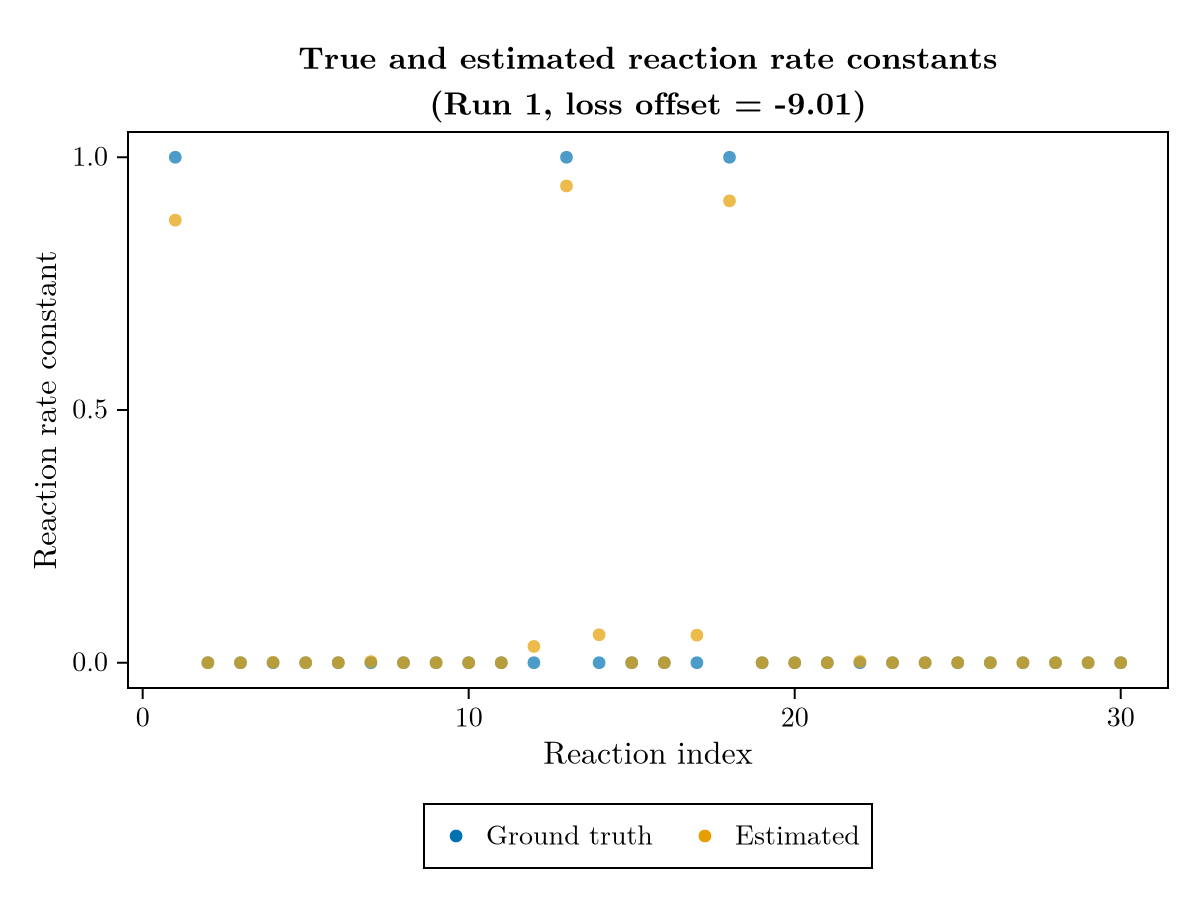 True and estimated reaction rate constants
(Run 1, loss offset = -9.01)
Reaction rate constant
1.0
0.5
0.0
0 10 20 30
Reaction index
Ground truth Estimated